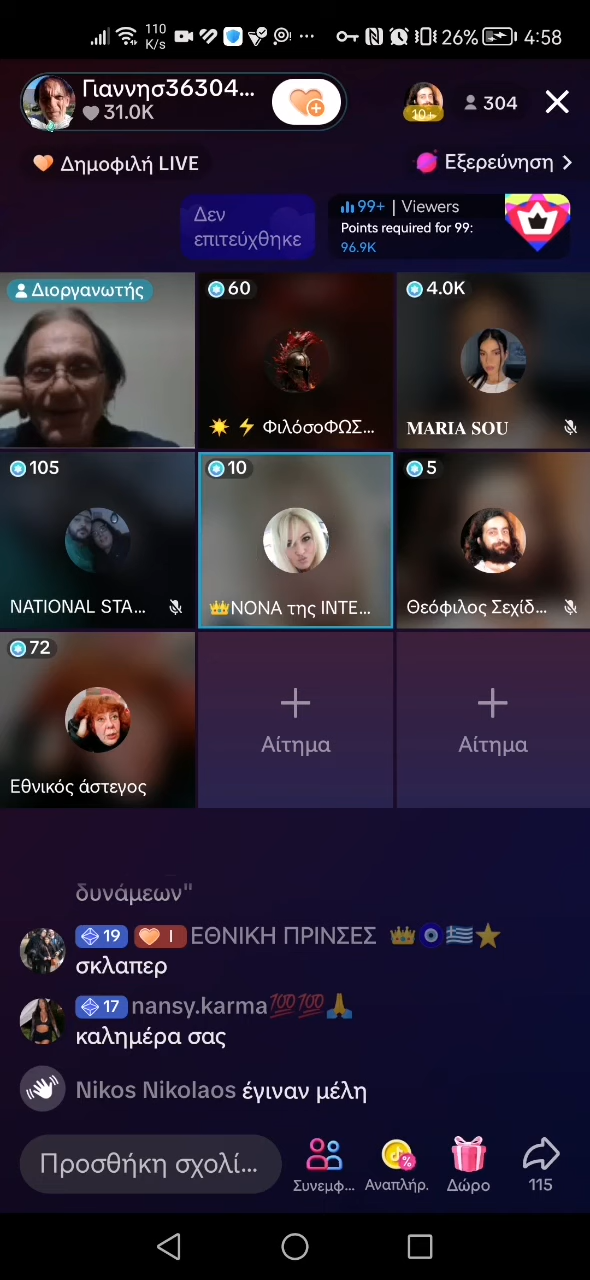 110
K/s
26%
4:58
Γιαννησ36304...
31.0K
10+
304
Δημοφιλή LIVE
Εξερεύνηση
Δεν
επιτεύχθηκε
99+ | Viewers
Points required for 99:
96.9K
Διοργανωτής
60
ΦιλόσοΦΩΣ...
4.0K
MARIA SOU
105
NATIONAL STA...
10
NONA της INTE...
5
Θεόφιλος Σεχίδ...
72
Εθνικός άστεγος
Αίτημα
Αίτημα
δυνάμεων"
19 I ΕΘΝΙΚΗ ΠΡΙΝΣΕΣ
σκλαπερ
17 nansy.karma💯💯🙏
καλημέρα σας
Nikos Nikolaos έγιναν μέλη
Προσθήκη σχολί...
Συνεμφ...
Αναπλήρ.
Δώρο
115